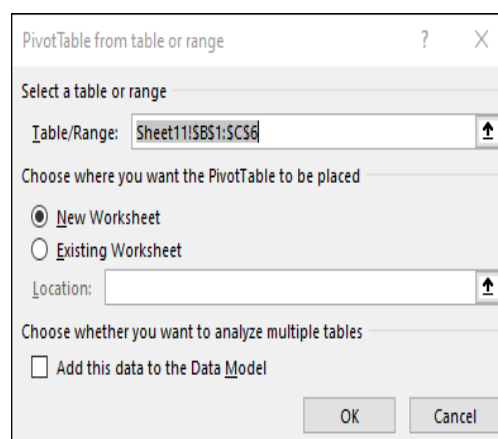 PivotTable from table or range ? X
Select a table or range
Table/Range: Sheet11!$B$1:$C$6
Choose where you want the PivotTable to be placed
New Worksheet
Existing Worksheet
Location:
Choose whether you want to analyze multiple tables
Add this data to the Data Model
OK Cancel